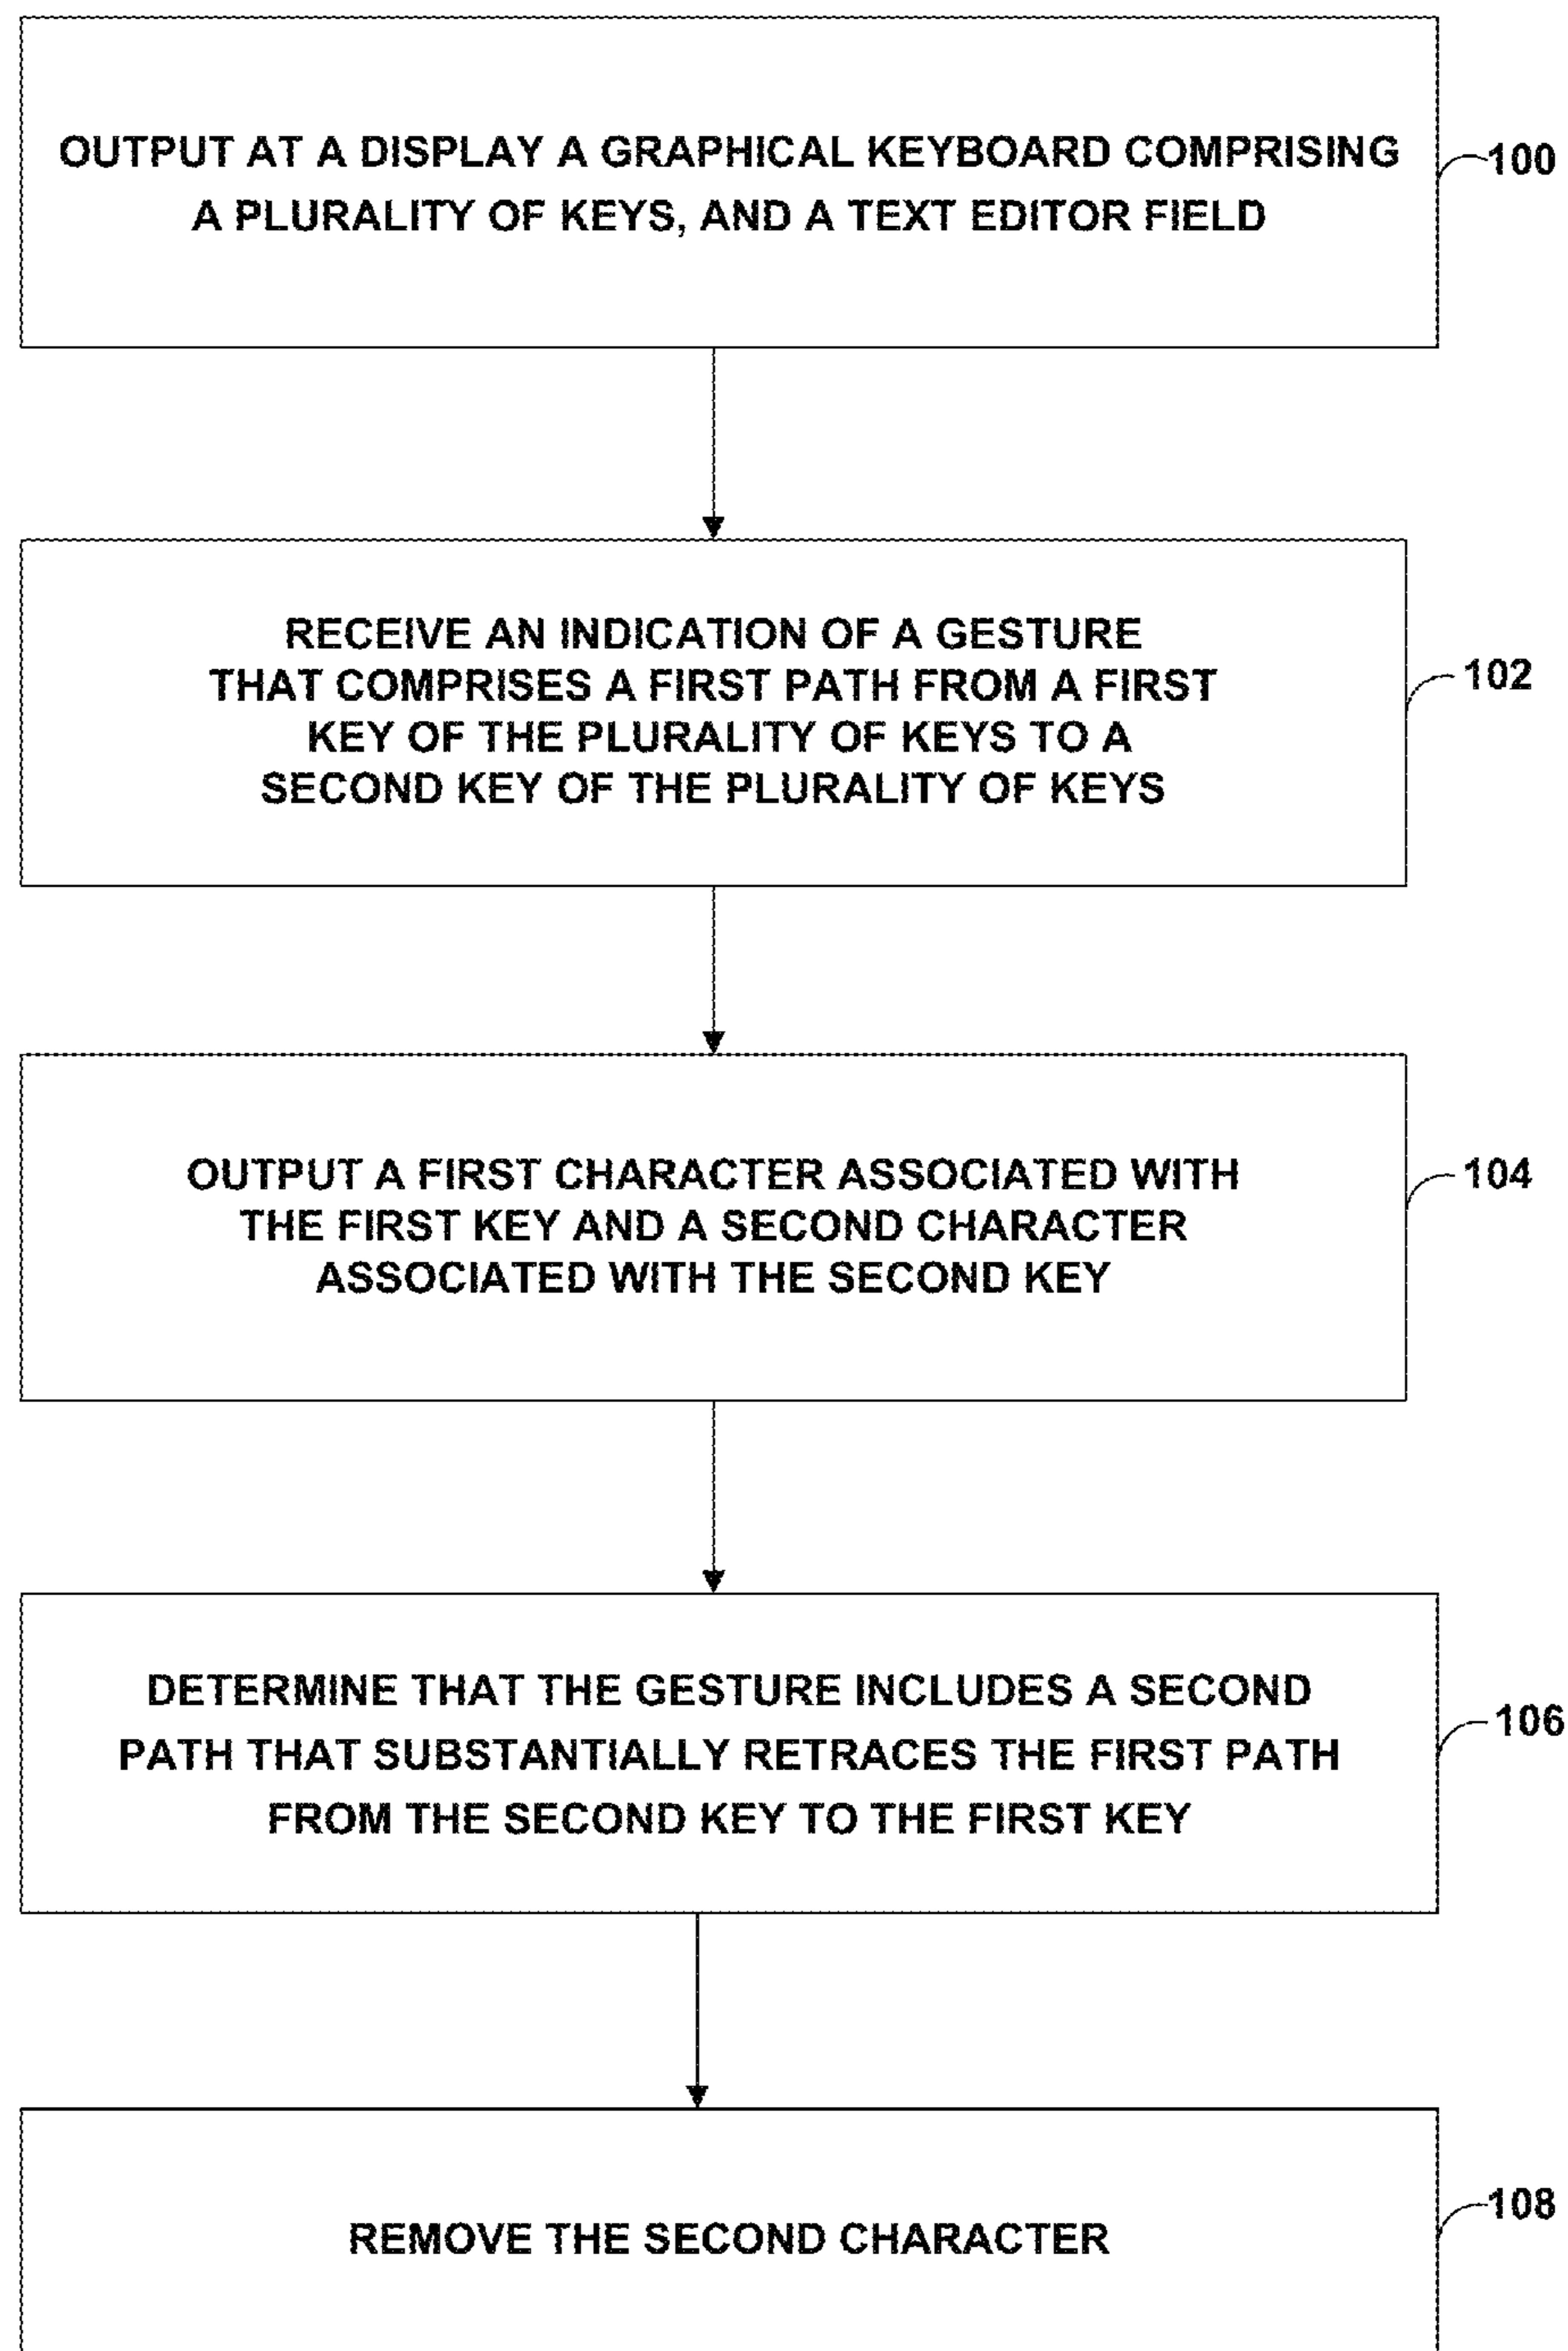 OUTPUT AT A DISPLAY A GRAPHICAL KEYBOARD COMPRISING
A PLURALITY OF KEYS, AND A TEXT EDITOR FIELD
100
RECEIVE AN INDICATION OF A GESTURE
THAT COMPRISES A FIRST PATH FROM A FIRST
KEY OF THE PLURALITY OF KEYS TO A
SECOND KEY OF THE PLURALITY OF KEYS
102
OUTPUT A FIRST CHARACTER ASSOCIATED WITH
THE FIRST KEY AND A SECOND CHARACTER
ASSOCIATED WITH THE SECOND KEY
104
DETERMINE THAT THE GESTURE INCLUDES A SECOND
PATH THAT SUBSTANTIALLY RETRACES THE FIRST PATH
FROM THE SECOND KEY TO THE FIRST KEY
106
REMOVE THE SECOND CHARACTER
108